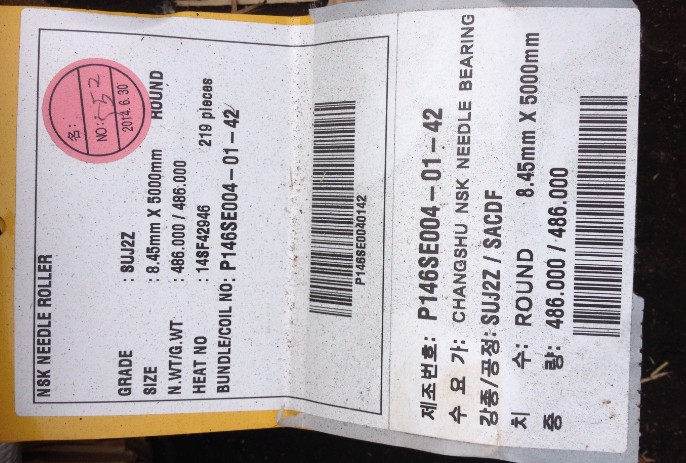 NSK NEEDLE ROLLER
GRADE : SUJ2Z
SIZE : 8.45mm X 5000mm ROUND
N.WT/G.WT : 486.000 / 486.000
HEAT NO : 14SF42946 219 pieces
BUNDLE/COIL NO: P146SE004-01-42
名:
NO:
2014. 6. 30
P146SE0040142
제조번호: P146SE004-01-42
수 요 가: CHANGSHU NSK NEEDLE BEARING
강종/공정: SUJ2Z / SACDF
치 수: ROUND 8.45mm X 5000mm
중 량: 486.000 / 486.000